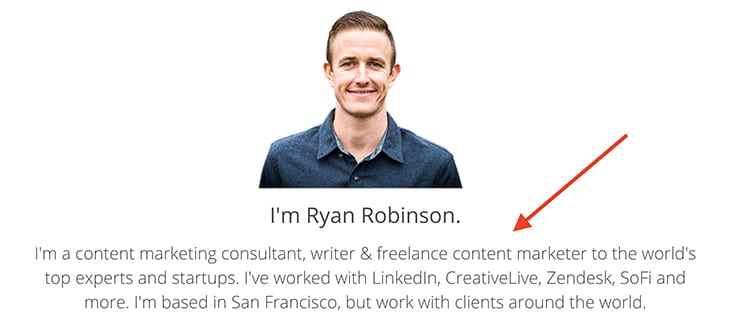 I'm Ryan Robinson.
I'm a content marketing consultant, writer & freelance content marketer to the world's
top experts and startups. I've worked with LinkedIn, CreativeLive, Zendesk, SoFi and
more. I'm based in San Francisco, but work with clients around the world.